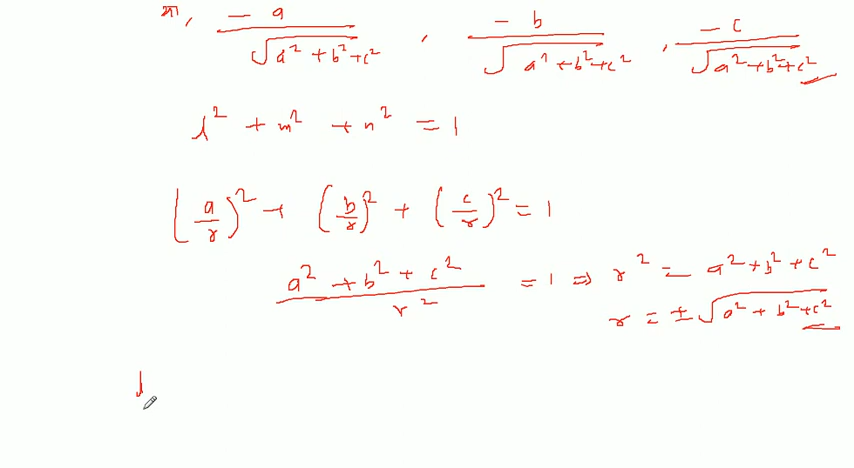 या, -a/√(a²+b²+c²) , -b/√(a²+b²+c²) , -c/√(a²+b²+c²)
l² + m² + n² = 1
(a/r)² + (b/r)² + (c/r)² = 1
(a² + b² + c²)/r² = 1 ⇒ r² = a² + b² + c²
r = ±√(a² + b² + c²)
l